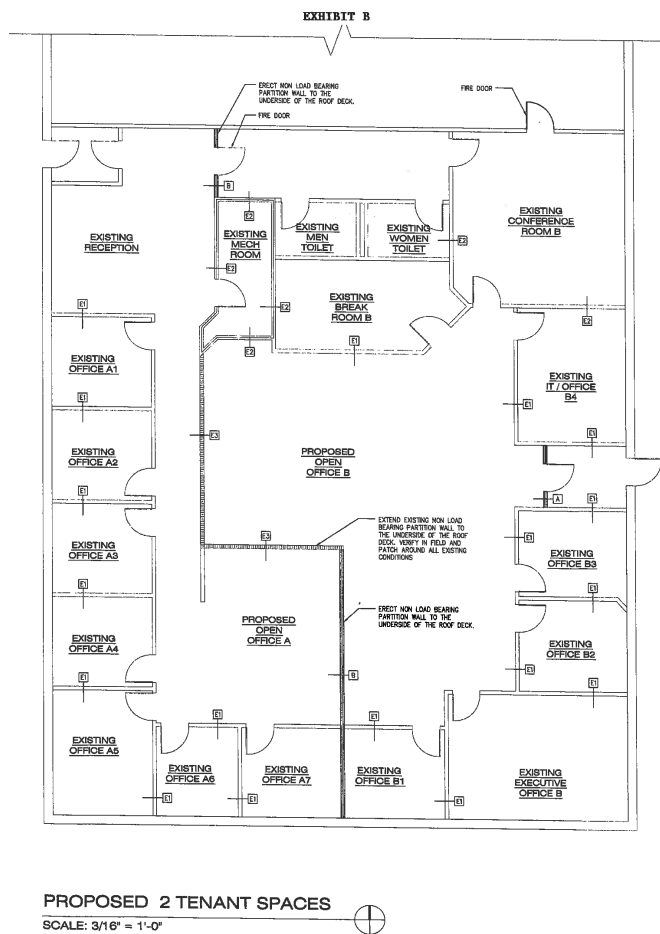 EXHIBIT B
ERECT NON LOAD BEARING
PARTITION WALL TO THE
UNDERSIDE OF THE ROOF DECK.
FIRE DOOR
FIRE DOOR
B
E2
EXISTING
RECEPTION
EXISTING
MECH
ROOM
EXISTING
MEN
TOILET
EXISTING
WOMEN
TOILET
EXISTING
CONFERENCE
ROOM B
E2
E2
E1
E2
EXISTING
BREAK
ROOM B
E2
E1
E2
EXISTING
OFFICE A1
EXISTING
IT / OFFICE
B4
E1
E1
E3
E1
EXISTING
OFFICE A2
PROPOSED
OPEN
OFFICE B
E1
A
E1
EXTEND EXISTING NON LOAD
BEARING PARTITION WALL TO
THE UNDERSIDE OF THE ROOF
DECK. VERIFY IN FIELD AND
PATCH AROUND ALL EXISTING
CONDITIONS
E3
E1
EXISTING
OFFICE A3
EXISTING
OFFICE B3
E1
E1
ERECT NON LOAD BEARING
PARTITION WALL TO THE
UNDERSIDE OF THE ROOF DECK.
PROPOSED
OPEN
OFFICE A
EXISTING
OFFICE A4
EXISTING
OFFICE B2
E1
B
E1
E1
E1
E1
EXISTING
OFFICE A5
EXISTING
OFFICE A6
EXISTING
OFFICE A7
EXISTING
OFFICE B1
EXISTING
EXECUTIVE
OFFICE B
E1
E1
E1
PROPOSED 2 TENANT SPACES
SCALE: 3/16" = 1'-0"